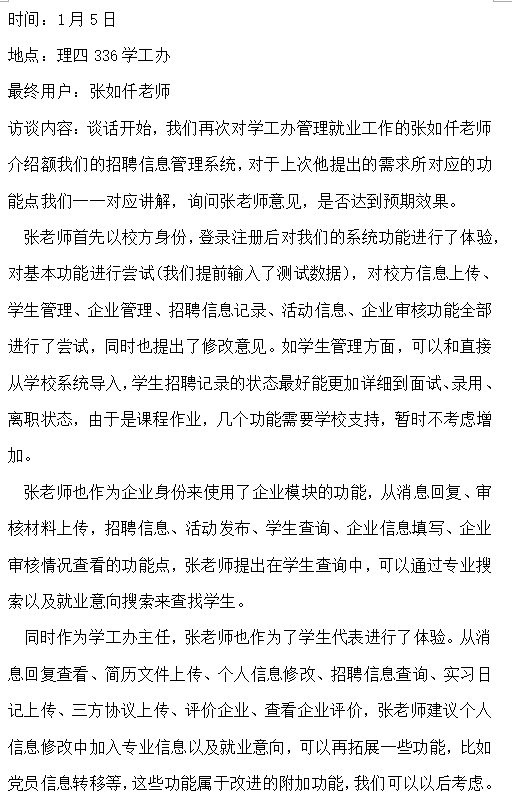 时间：1 月 5 日
地点：理四 336 学工办
最终用户：张如仟老师
访谈内容：谈话开始，我们再次对学工办管理就业工作的张如仟老师
介绍额我们的招聘信息管理系统，对于上次他提出的需求所对应的功
能点我们一一对应讲解，询问张老师意见，是否达到预期效果。
张老师首先以校方身份，登录注册后对我们的系统功能进行了体验，
对基本功能进行尝试(我们提前输入了测试数据)，对校方信息上传、
学生管理、企业管理、招聘信息记录、活动信息、企业审核功能全部
进行了尝试，同时也提出了修改意见。如学生管理方面，可以和直接
从学校系统导入，学生招聘记录的状态最好能更加详细到面试、录用、
离职状态，由于是课程作业，几个功能需要学校支持，暂时不考虑增
加。
张老师也作为企业身份来使用了企业模块的功能，从消息回复、审
核材料上传，招聘信息、活动发布、学生查询、企业信息填写、企业
审核情况查看的功能点，张老师提出在学生查询中，可以通过专业搜
索以及就业意向搜索来查找学生。
同时作为学工办主任，张老师也作为了学生代表进行了体验。从消
息回复查看、简历文件上传、个人信息修改、招聘信息查询、实习日
记上传、三方协议上传、评价企业、查看企业评价，张老师建议个人
信息修改中加入专业信息以及就业意向，可以再拓展一些功能，比如
党员信息转移等，这些功能属于改进的附加功能，我们可以以后考虑。